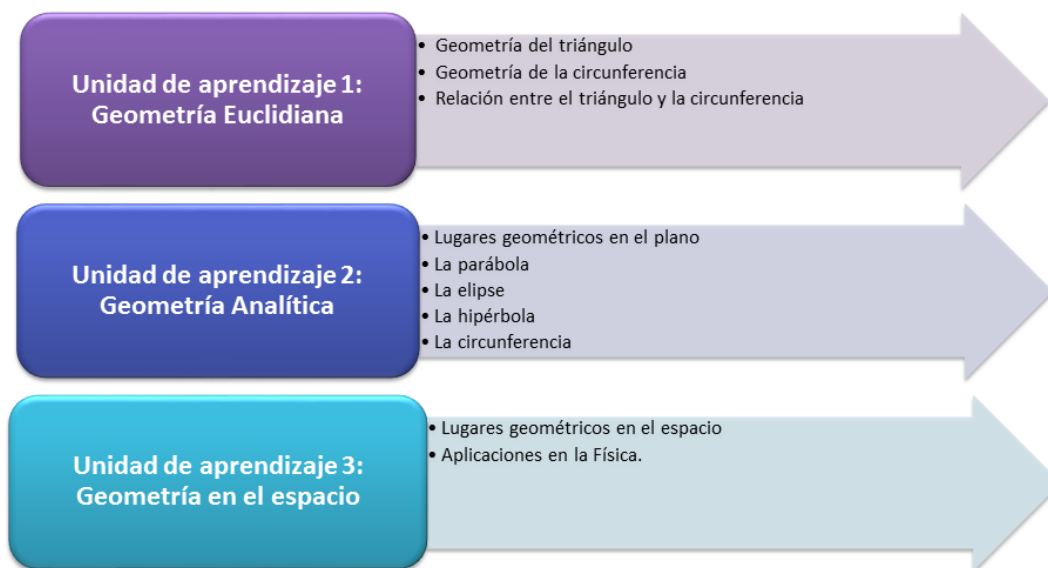 Unidad de aprendizaje 1:
Geometría Euclidiana
• Geometría del triángulo
• Geometría de la circunferencia
• Relación entre el triángulo y la circunferencia
Unidad de aprendizaje 2:
Geometría Analítica
• Lugares geométricos en el plano
• La parábola
• La elipse
• La hipérbola
• La circunferencia
Unidad de aprendizaje 3:
Geometría en el espacio
• Lugares geométricos en el espacio
• Aplicaciones en la Física.